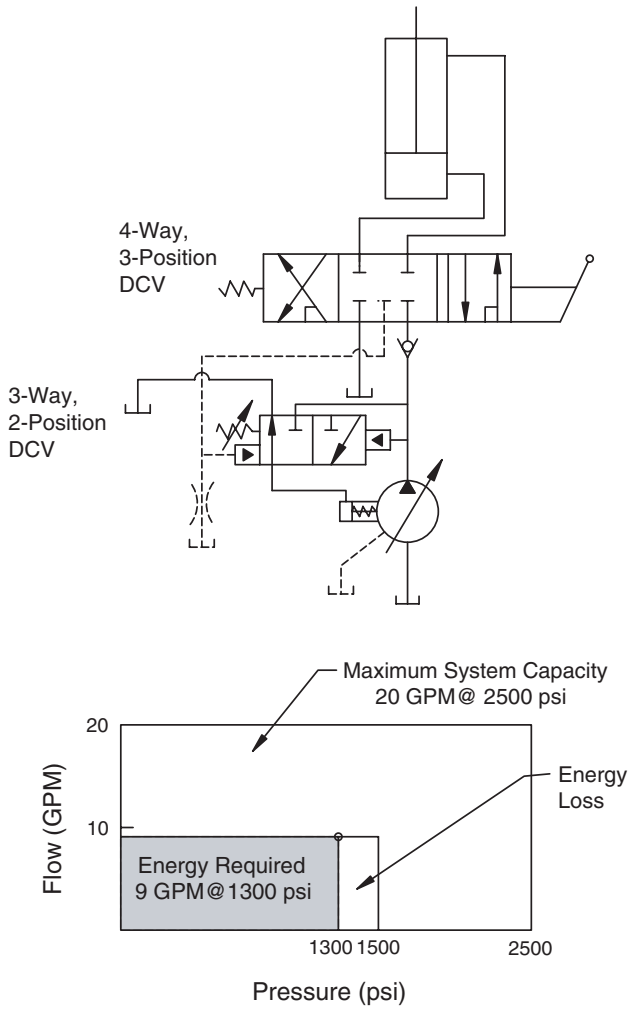 4-Way,
3-Position
DCV
3-Way,
2-Position
DCV
Maximum System Capacity
20 GPM@ 2500 psi
20
Energy
Loss
Flow (GPM)
10
Energy Required
9 GPM@1300 psi
1300 1500
2500
Pressure (psi)